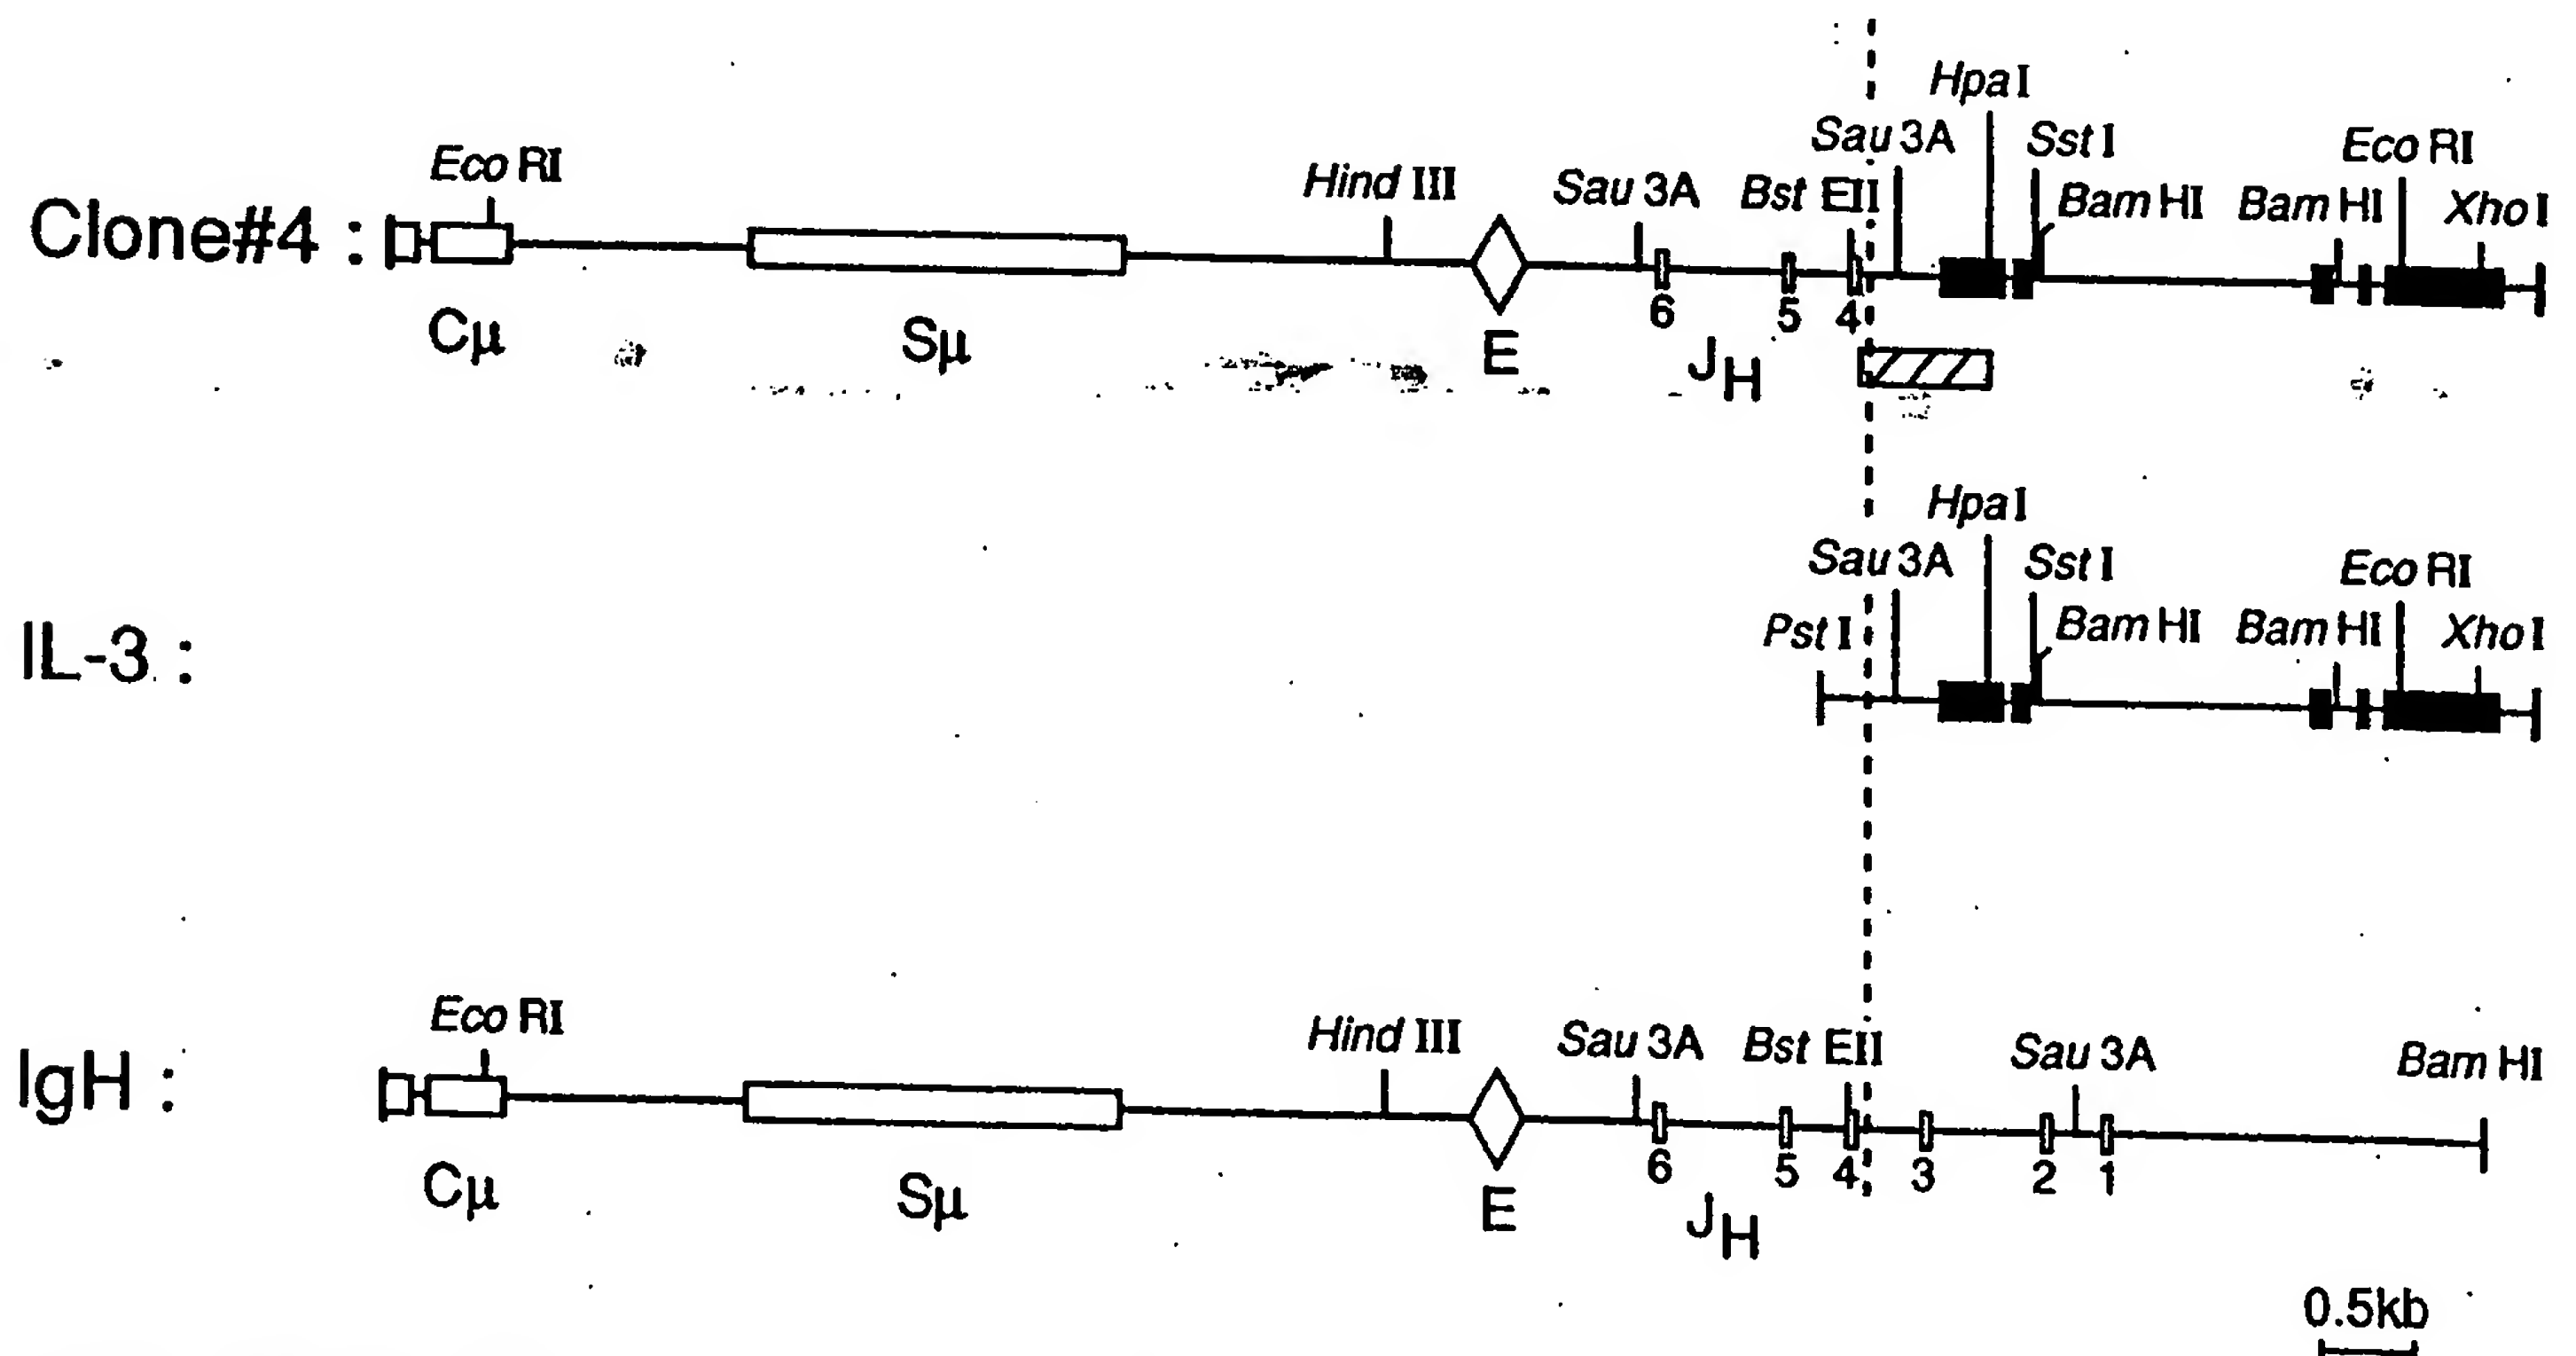 Hpa I
Sau 3A
Sst I
Eco RI
Eco RI
Hind III
Sau 3A
Bst EII
Bam HI
Bam HI
Xho I
Clone#4 :
6
5
4
Cμ
Sμ
E
JH
Hpa I
Sau 3A
Sst I
Eco RI
Pst I
Bam HI
Bam HI
Xho I
IL-3 :
Eco RI
Hind III
Sau 3A
Bst EII
Sau 3A
Bam HI
IgH :
6
5
4
3
2
1
Cμ
Sμ
E
JH
0.5kb